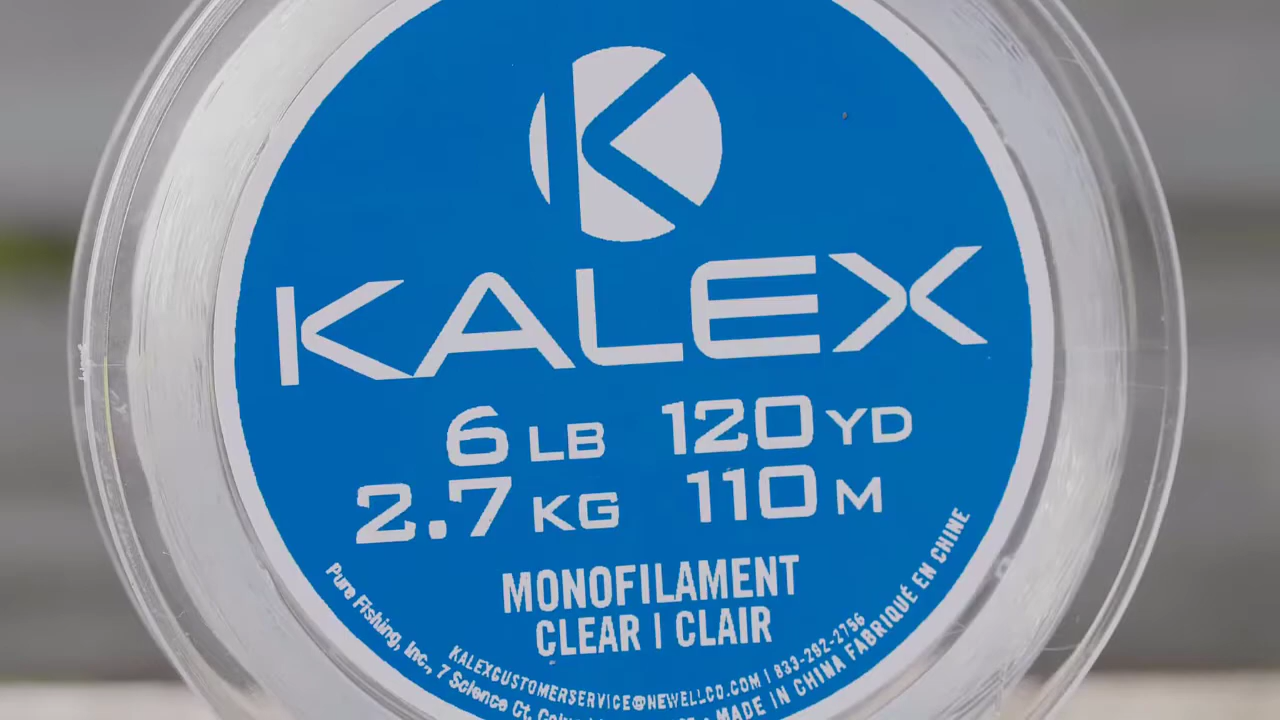 KALEX
6 LB 120 YD
2.7 KG 110 M
MONOFILAMENT
CLEAR | CLAIR
KALEXCUSTOMERSERVICE@NEWELLCO.COM | 833-292-2756
Pure Fishing, Inc., 7 Science Ct.
• MADE IN CHINA FABRIQUÉ EN CHINE